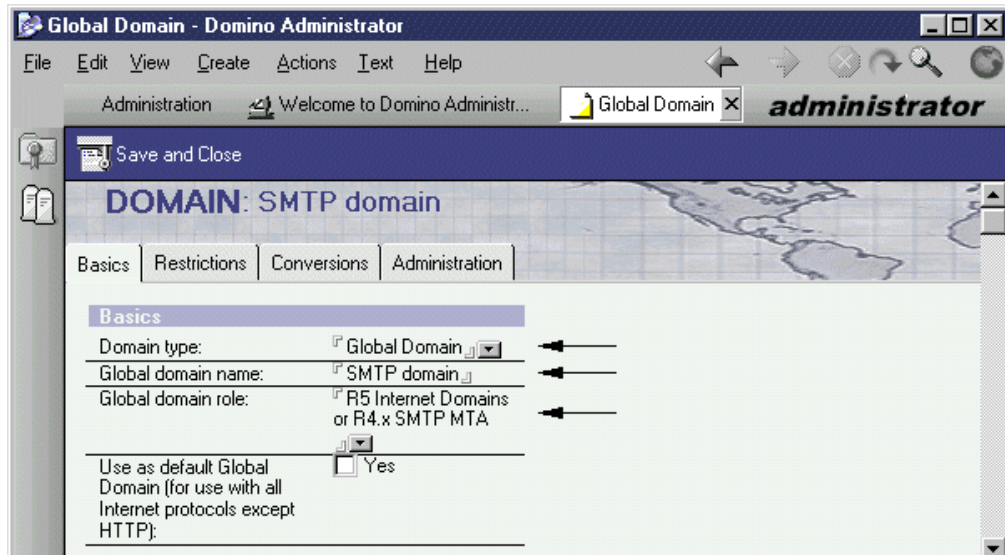 Global Domain - Domino Administrator
File Edit View Create Actions Text Help
Administration Welcome to Domino Administr... Global Domain administrator
Save and Close
DOMAIN: SMTP domain
Basics Restrictions Conversions Administration
Basics
Domain type: Global Domain
Global domain name: SMTP domain
Global domain role: R5 Internet Domains
or R4.x SMTP MTA
Use as default Global Yes
Domain (for use with all
Internet protocols except
HTTP):